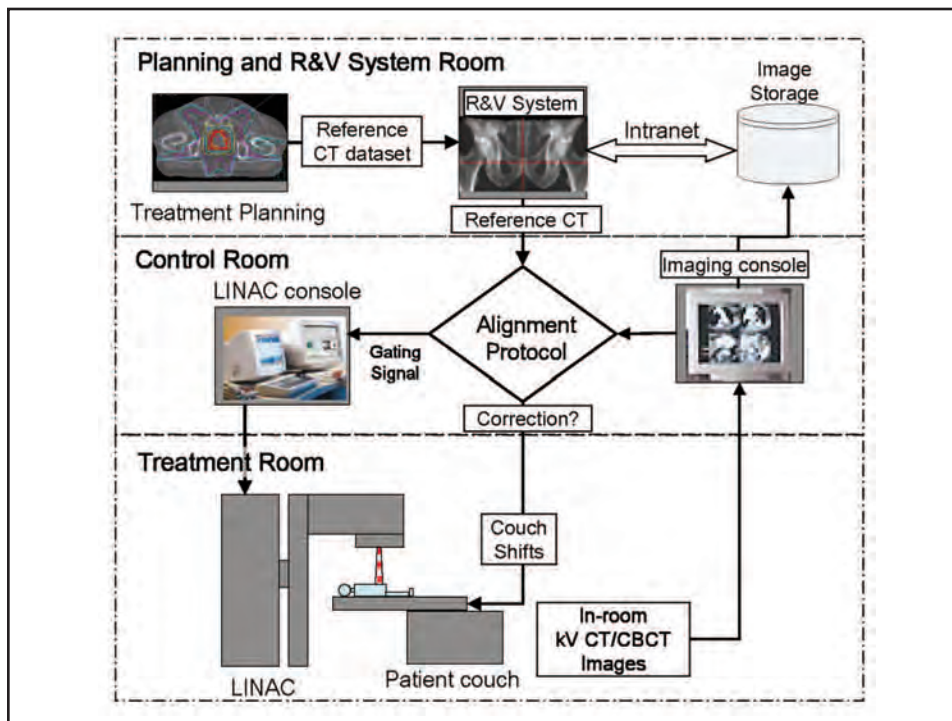 Planning and R&V System Room
Image
Storage
R&V System
Reference
CT dataset
Intranet
Treatment Planning
Reference CT
Control Room
Imaging console
LINAC console
Alignment
Protocol
Gating
Signal
Correction?
Treatment Room
Couch
Shifts
In-room
kV CT/CBCT
Images
LINAC
Patient couch